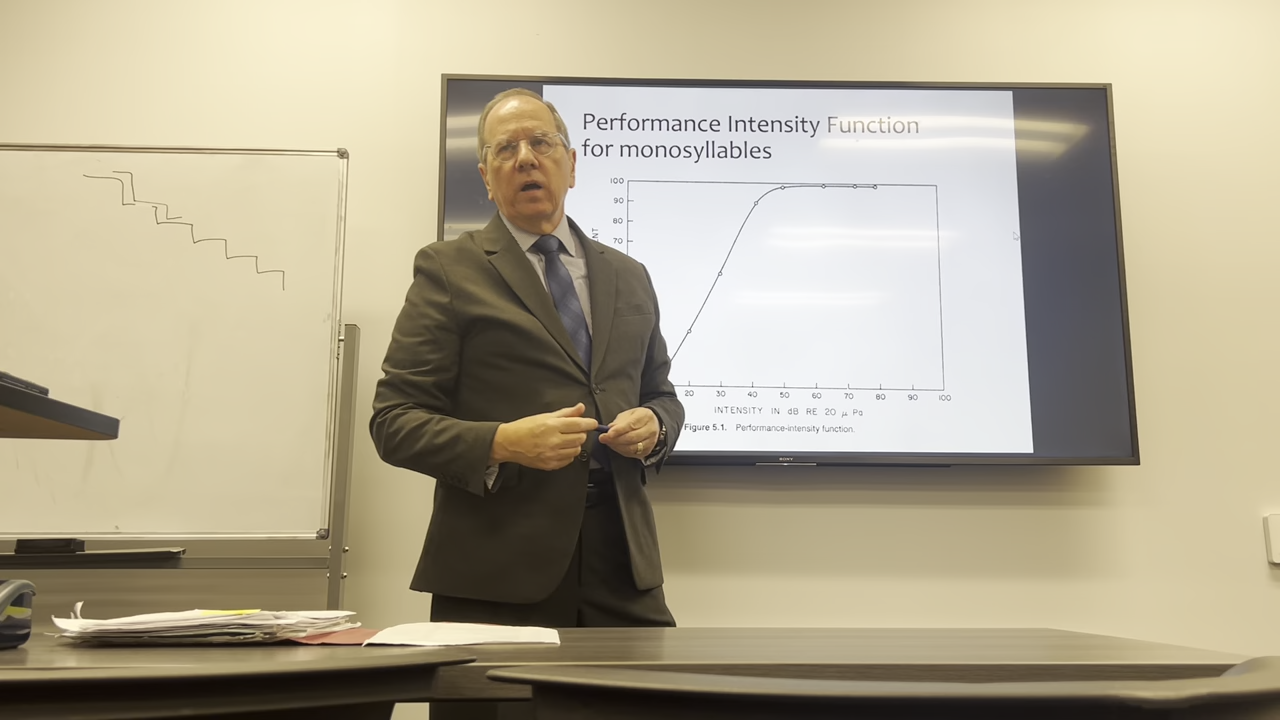 Performance Intensity Function
for monosyllables
100
90
80
70
20 30 40 50 60 70 80 90 100
INTENSITY IN dB RE 20 μ Pa
Figure 5.1. Performance-intensity function.
SONY